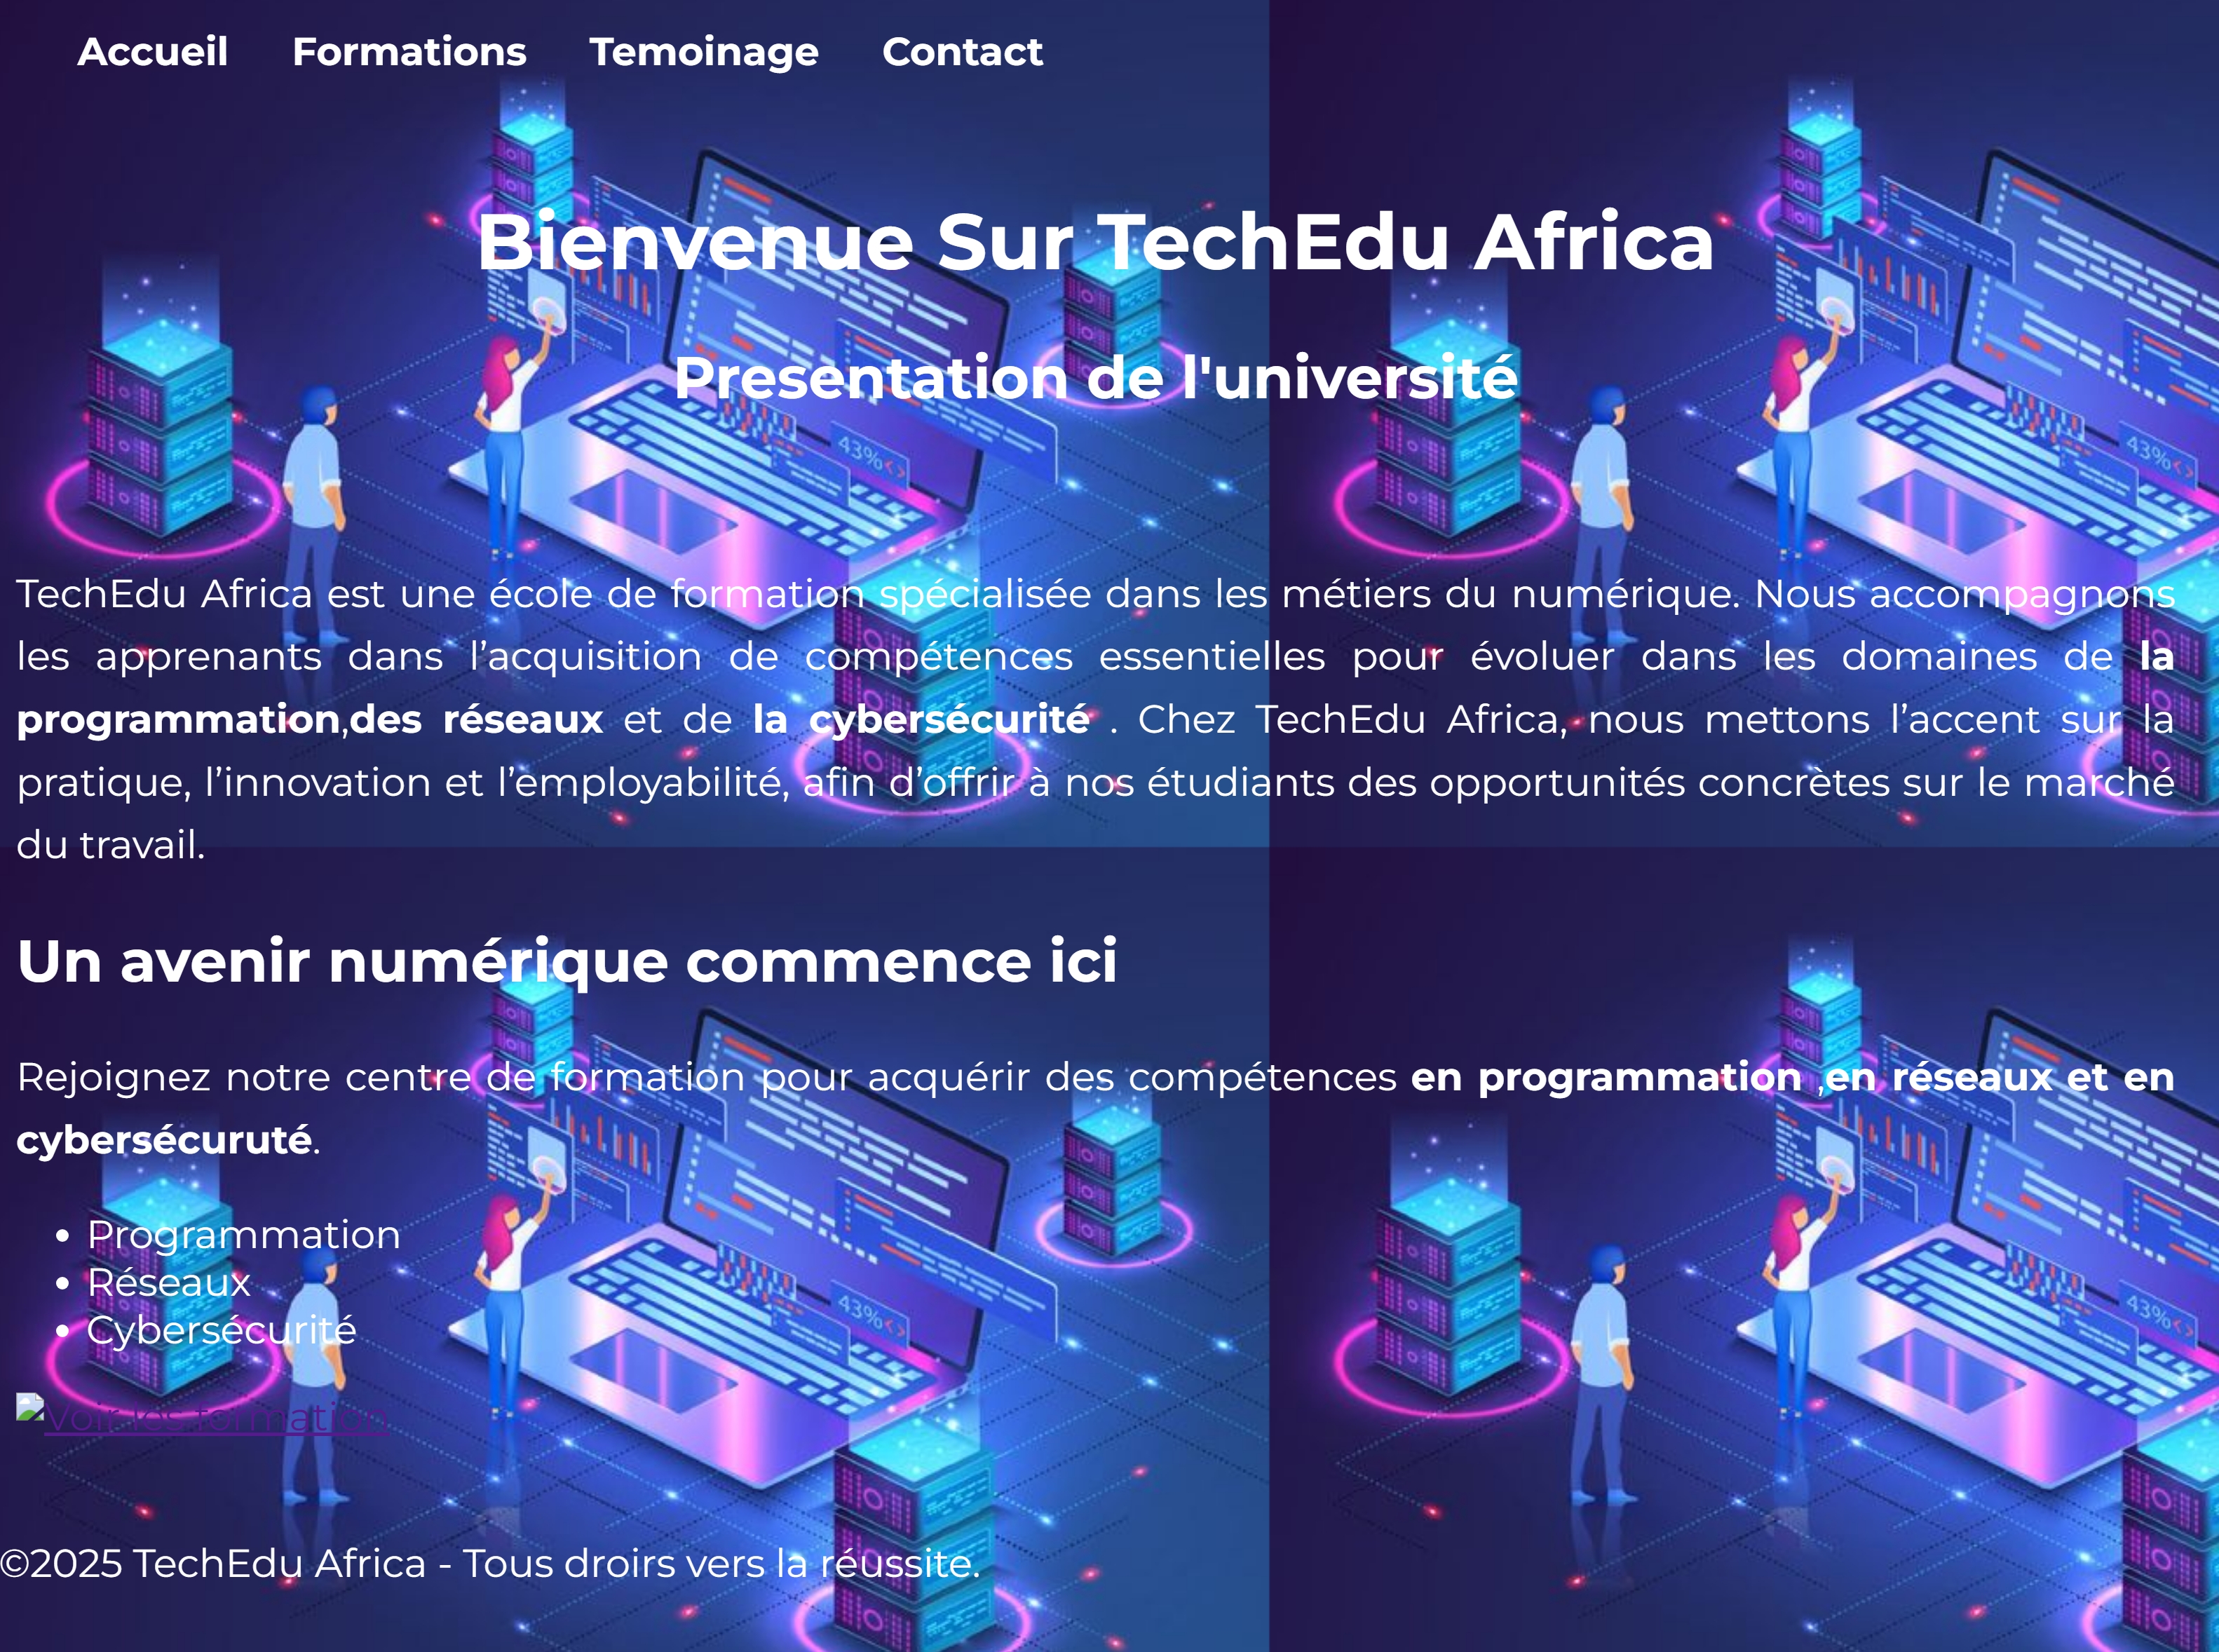 Accueil Formations Temoinage Contact
Bienvenue Sur TechEdu Africa
Presentation de l'université
43%<>
43%<>
TechEdu Africa est une école de formation spécialisée dans les métiers du numérique. Nous accompagnons
les apprenants dans l’acquisition de compétences essentielles pour évoluer dans les domaines de la
programmation,des réseaux et de la cybersécurité . Chez TechEdu Africa, nous mettons l’accent sur la
pratique, l’innovation et l’employabilité, afin d’offrir à nos étudiants des opportunités concrètes sur le marché
du travail.
Un avenir numérique commence ici
Rejoignez notre centre de formation pour acquérir des compétences en programmation ,en réseaux et en
cybersécuruté.
• Programmation
• Réseaux
• Cybersécurité
43%<>
43%<>
Voir les formation
©2025 TechEdu Africa - Tous droirs vers la réussite.